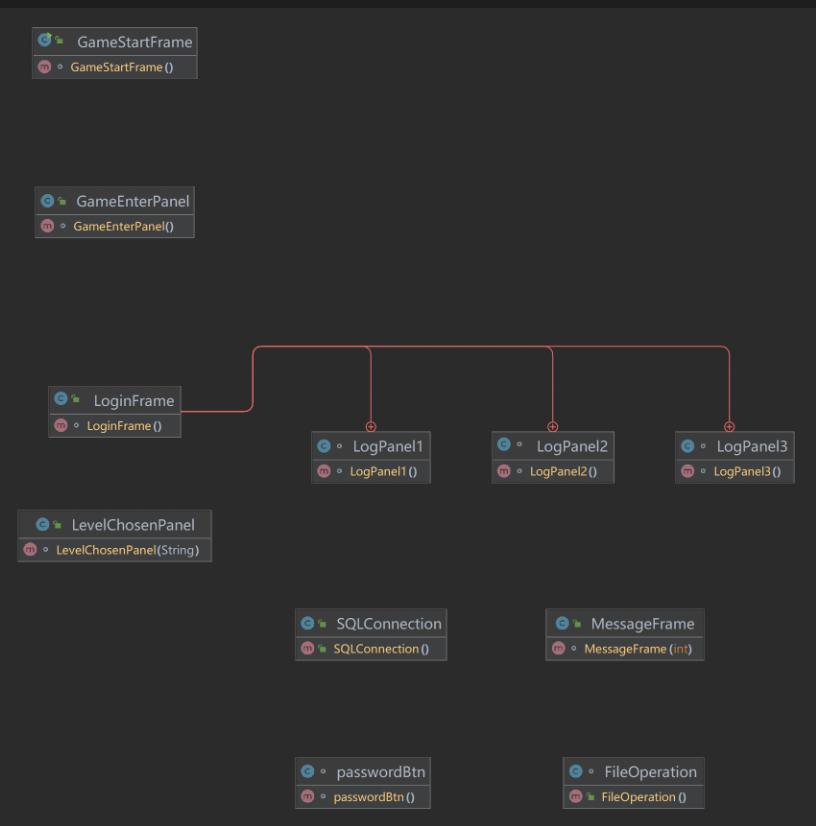 GameStartFrame
GameStartFrame()
GameEnterPanel
GameEnterPanel()
LoginFrame
LoginFrame()
LogPanel1
LogPanel1()
LogPanel2
LogPanel2()
LogPanel3
LogPanel3()
LevelChosenPanel
LevelChosenPanel(String)
SQLConnection
SQLConnection()
MessageFrame
MessageFrame(int)
passwordBtn
passwordBtn()
FileOperation
FileOperation()